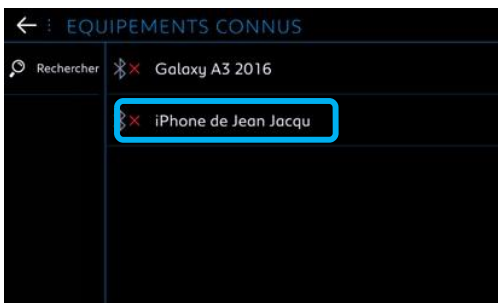 EQUIPEMENTS CONNUS
Rechercher
Galaxy A3 2016
iPhone de Jean Jacqu